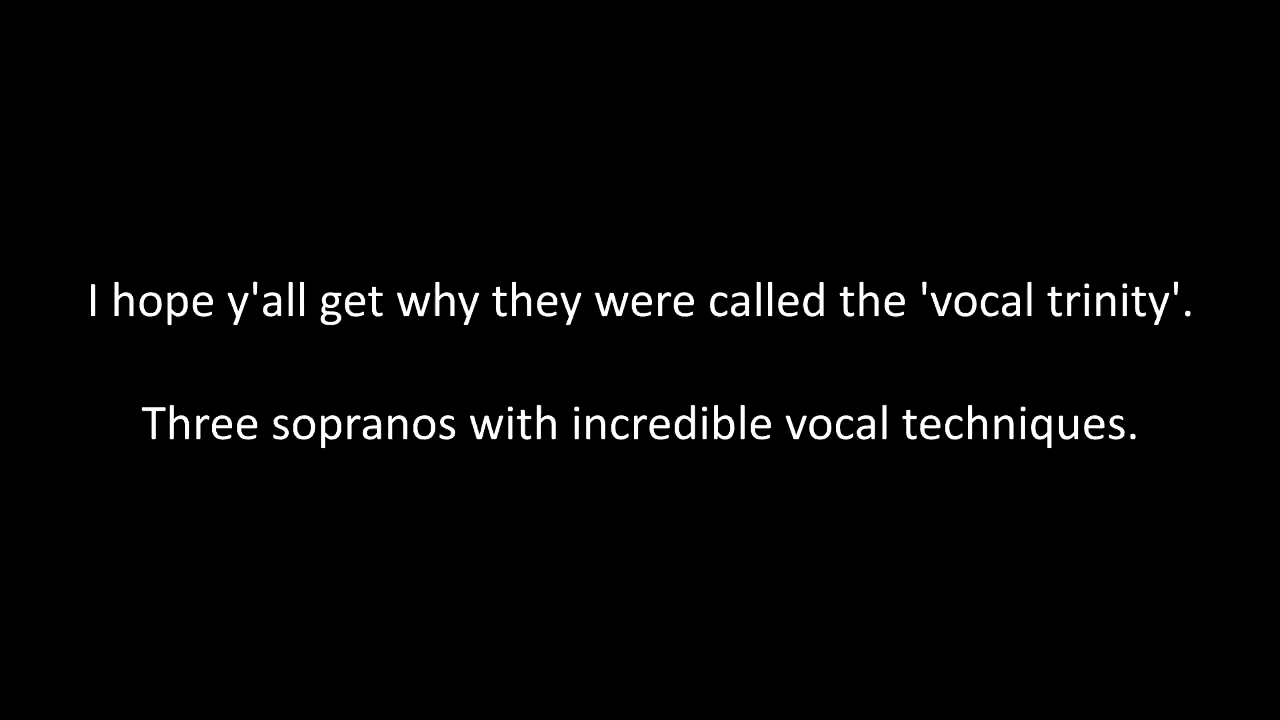 I hope y'all get why they were called the 'vocal trinity'.
Three sopranos with incredible vocal techniques.